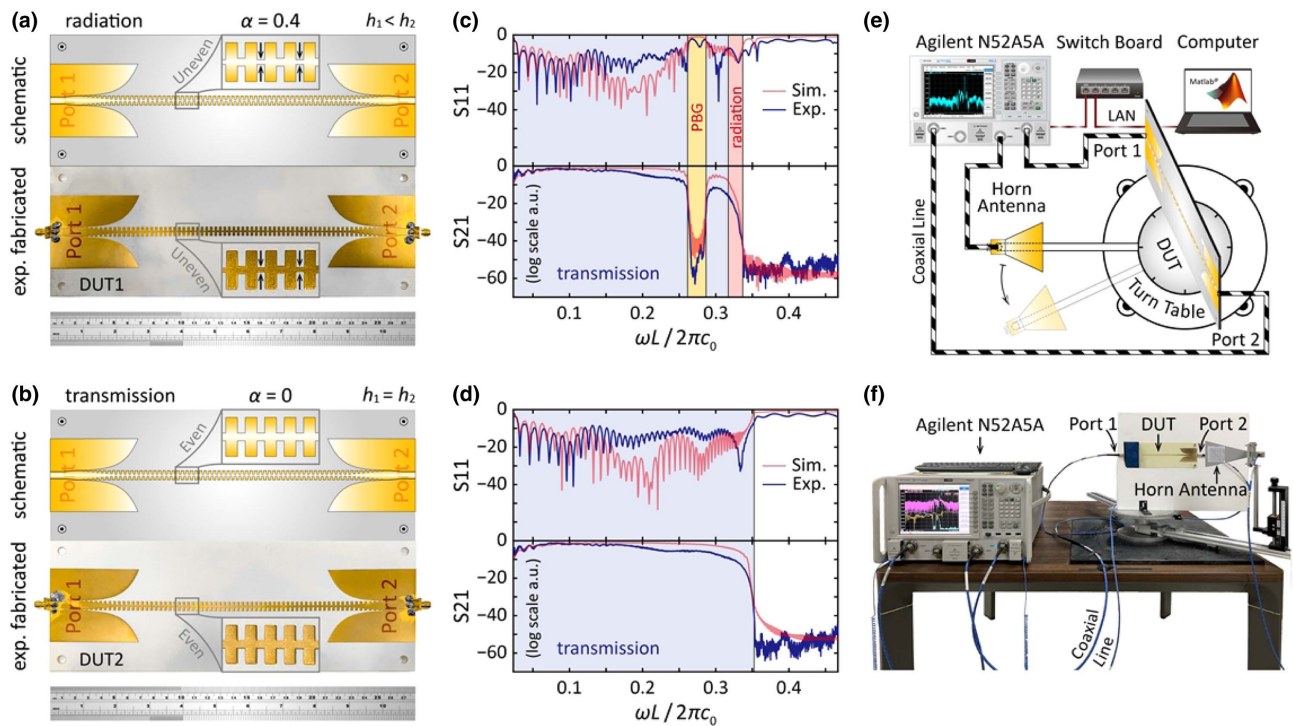 (a) radiation α = 0.4 h₁ < h₂
schematic
Port 1
Uneven
Port 2
exp. fabricated
Port 1
Uneven
Port 2
DUT1
(b) transmission α = 0 h₁ = h₂
schematic
Port 1
Even
Port 2
exp. fabricated
Port 1
Even
Port 2
DUT2
(c)
0
−20
−40
S11
PBG
radiation
Sim.
Exp.
0
−20
−40
−60
S21
(log scale a.u.)
transmission
0.1 0.2 0.3 0.4
ωL / 2πc₀
(d)
0
−20
−40
0
S11
Sim.
Exp.
−20
−40
−60
S21
(log scale a.u.)
transmission
0.1 0.2 0.3 0.4
ωL / 2πc₀
(e)
Agilent N52A5A Switch Board Computer
Matlab®
LAN
Port 1
Horn
Antenna
Coaxial Line
DUT
Turn Table
Port 2
(f)
Agilent N52A5A
Port 1 DUT Port 2
Horn Antenna
Coaxial
Line